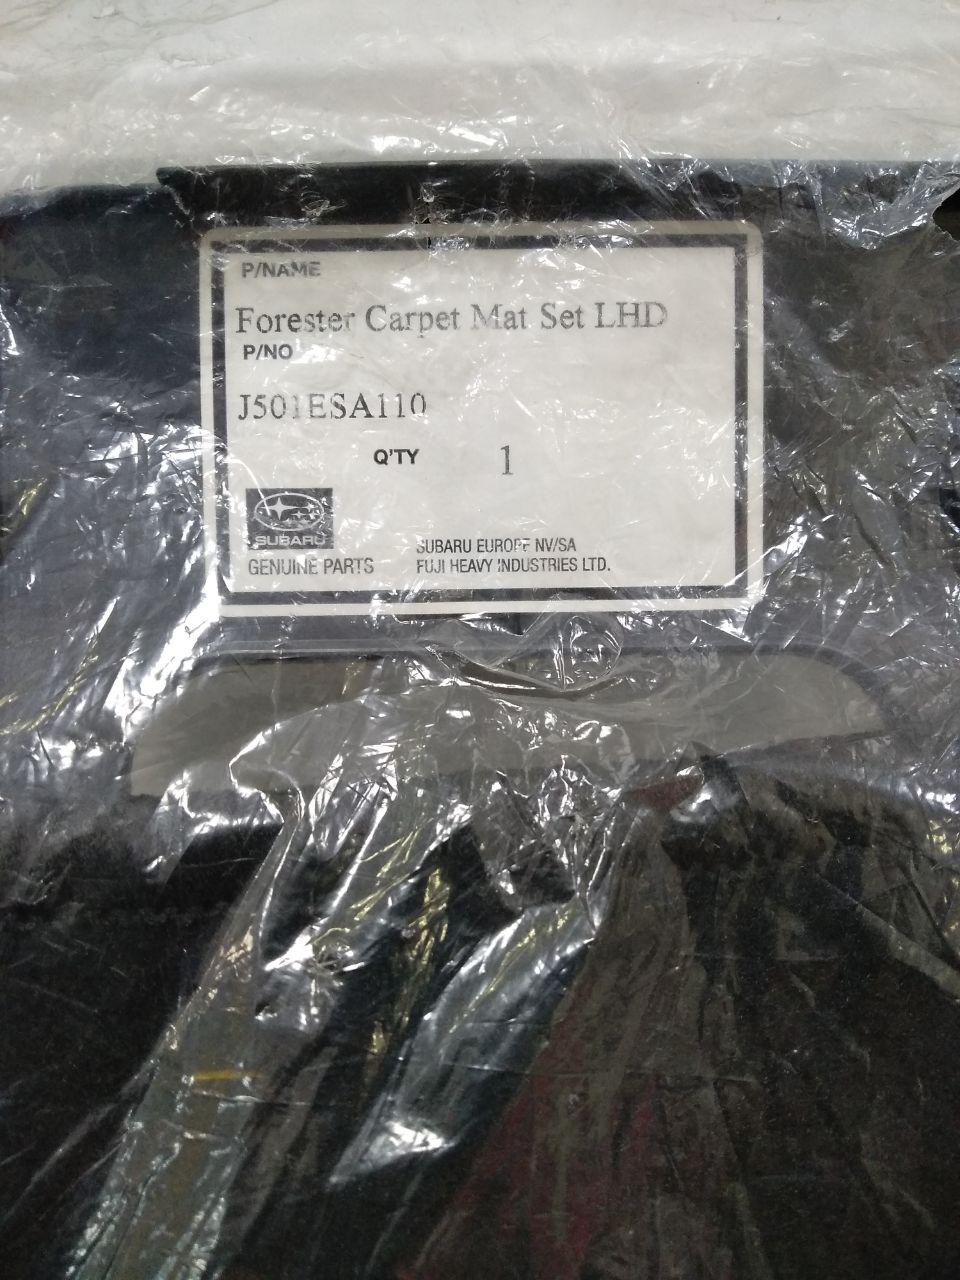 P/NAME
Forester Carpet Mat Set LHD
P/NO
J501ESA110
Q'TY 1
SUBARU
GENUINE PARTS
SUBARU EUROPE NV/SA
FUJI HEAVY INDUSTRIES LTD.